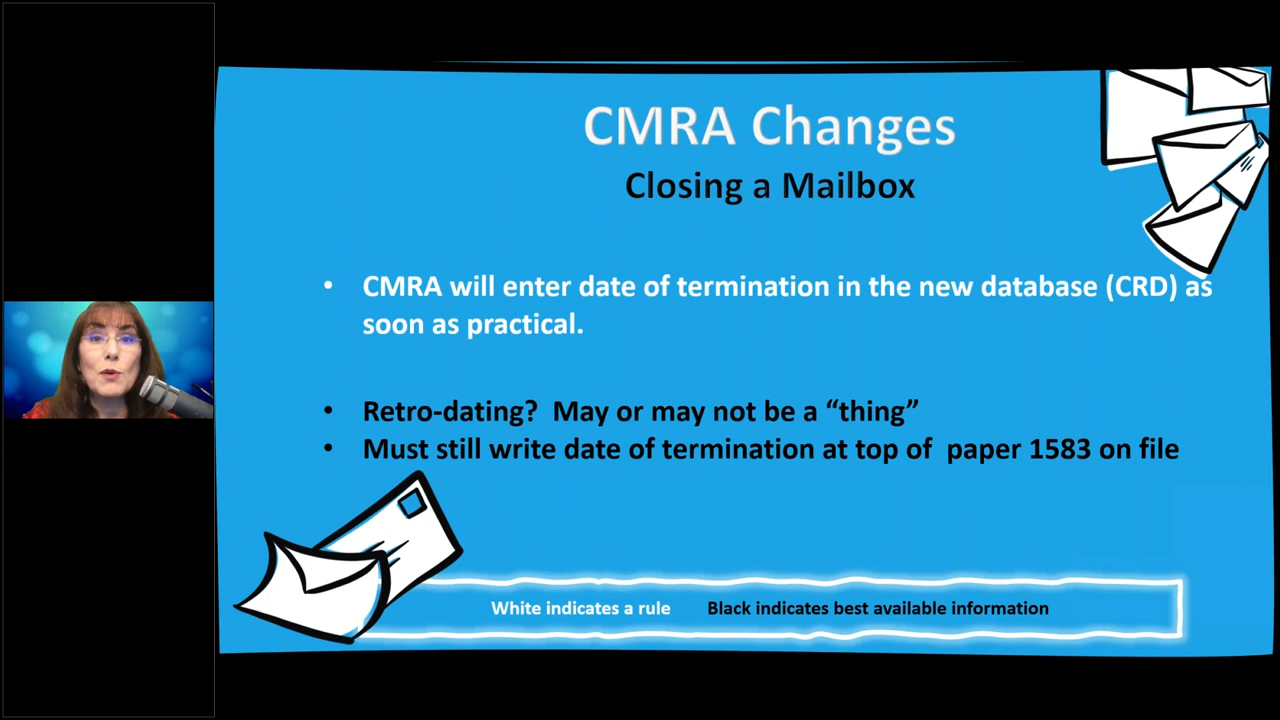 CMRA Changes
Closing a Mailbox
• CMRA will enter date of termination in the new database (CRD) as
soon as practical.
• Retro-dating? May or may not be a “thing”
• Must still write date of termination at top of paper 1583 on file
White indicates a rule Black indicates best available information